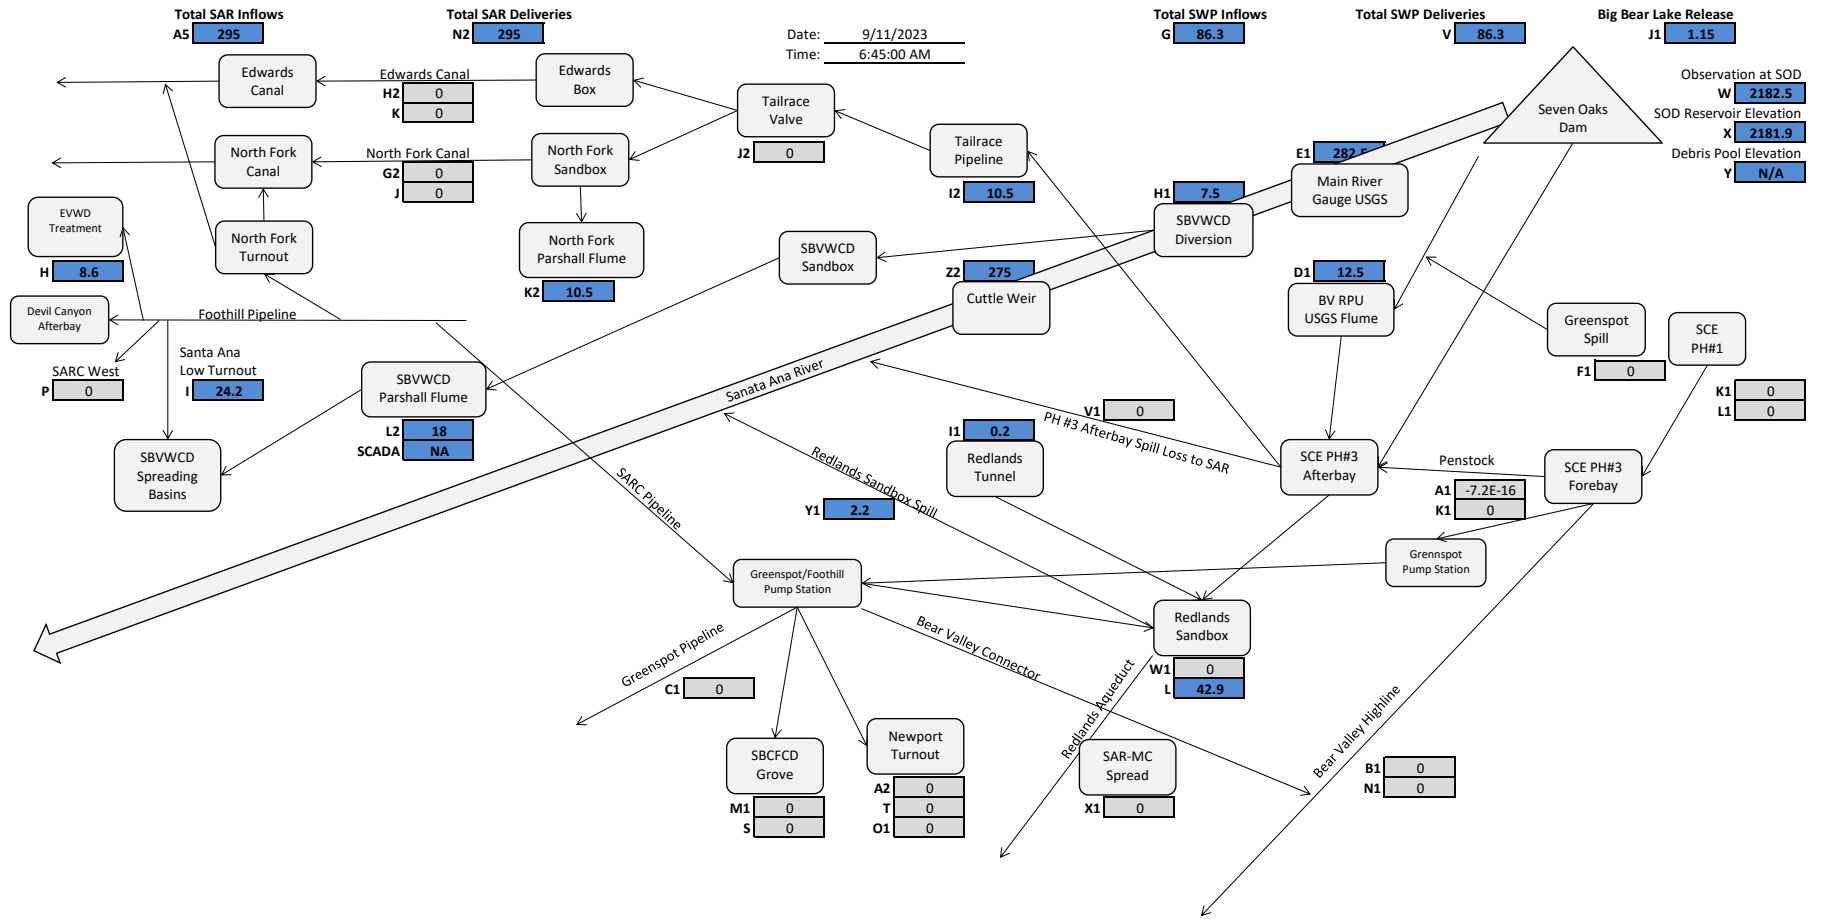 Total SAR Inflows
A5 295
Total SAR Deliveries
N2 295
Date: 9/11/2023
Time: 6:45:00 AM
Total SWP Inflows
G 86.3
Total SWP Deliveries
V 86.3
Big Bear Lake Release
J1 1.15
Observation at SOD
W 2182.5
SOD Reservoir Elevation
X 2181.9
Debris Pool Elevation
Y N/A
Seven Oaks
Dam
Edwards
Canal
Edwards Canal
H2 0
K 0
Edwards
Box
Tailrace
Valve
J2 0
Tailrace
Pipeline
I2 10.5
E1 282.5
Main River
Gauge USGS
H1 7.5
SBVWCD
Diversion
North Fork
Canal
North Fork Canal
G2 0
J 0
North Fork
Sandbox
EVWD
Treatment
H 8.6
North Fork
Turnout
North Fork
Parshall Flume
K2 10.5
SBVWCD
Sandbox
Z2 275
Cuttle Weir
D1 12.5
BV RPU
USGS Flume
Greenspot
Spill
F1 0
SCE
PH#1
K1 0
L1 0
Devil Canyon
Afterbay
Foothill Pipeline
SARC West
P 0
Santa Ana
Low Turnout
I 24.2
SBVWCD
Parshall Flume
L2 18
SCADA NA
Sanata Ana River
SBVWCD
Spreading
Basins
V1 0
PH #3 Afterbay Spill Loss to SAR
I1 0.2
Redlands
Tunnel
SCE PH#3
Afterbay
Penstock
A1 -7.2E-16
K1 0
SCE PH#3
Forebay
Redlands Sandbox Spill
Y1 2.2
SARC Pipeline
Grennspot
Pump Station
Greenspot/Foothill
Pump Station
Redlands
Sandbox
W1 0
L 42.9
Greenspot Pipeline
C1 0
Bear Valley Connector
Redlands Aqueduct
Bear Valley Highline
SBCFCD
Grove
M1 0
S 0
Newport
Turnout
A2 0
T 0
O1 0
SAR-MC
Spread
X1 0
B1 0
N1 0